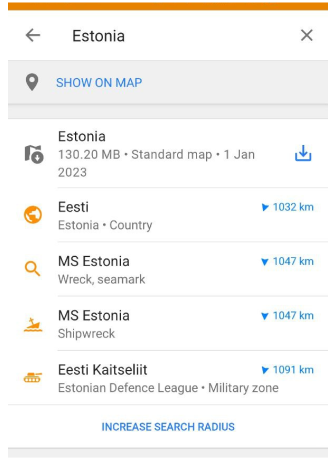 Estonia
SHOW ON MAP
Estonia
130.20 MB • Standard map • 1 Jan
2023
Eesti
1032 km
Estonia • Country
MS Estonia
1047 km
Wreck, seamark
MS Estonia
1047 km
Shipwreck
Eesti Kaitseliit
1091 km
Estonian Defence League • Military zone
INCREASE SEARCH RADIUS